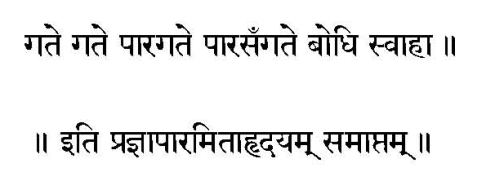 गते गते पारगते पारसँगते बोधि स्वाहा ॥
॥ इति प्रज्ञापारमिताहृदयम् समाप्तम् ॥